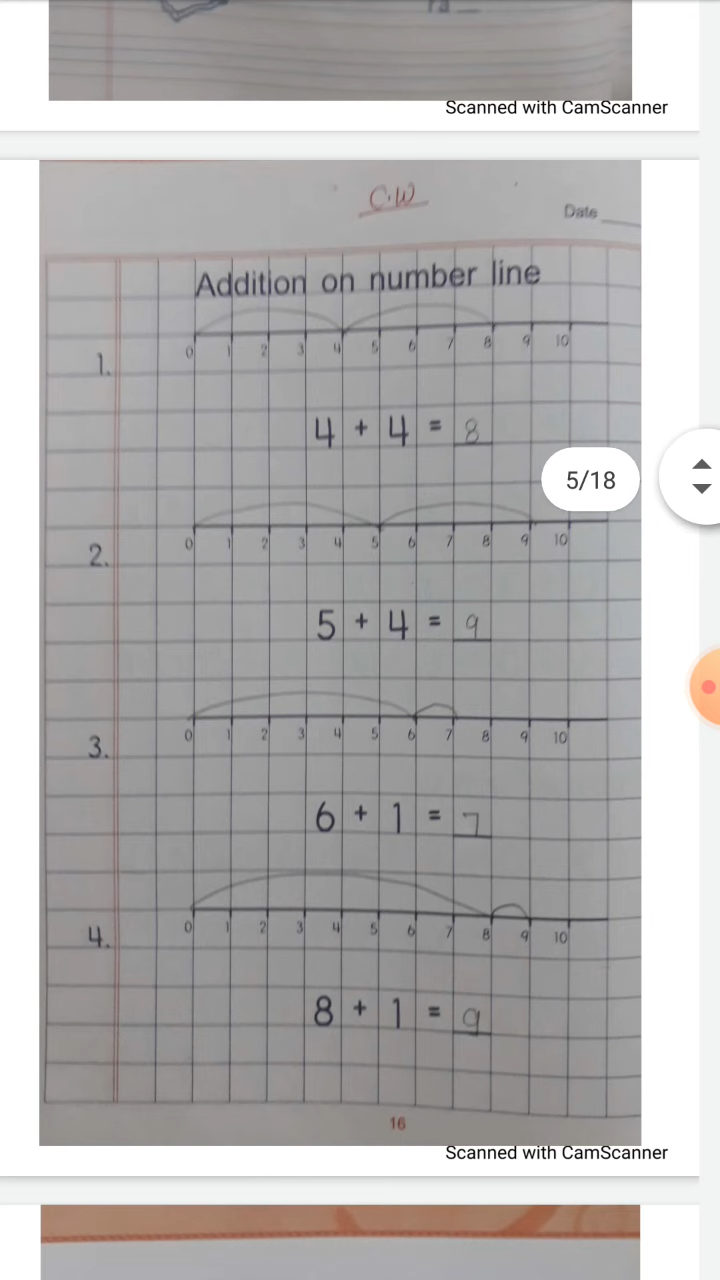 Scanned with CamScanner
C.W
Date
Addition on number line
0 1 2 3 4 5 6 7 8 9 10
1.
4 + 4 = 8
5/18
0 1 2 3 4 5 6 7 8 9 10
2.
5 + 4 = 9
0 1 2 3 4 5 6 7 8 9 10
3.
6 + 1 = 7
0 1 2 3 4 5 6 7 8 9 10
4.
8 + 1 = 9
16
Scanned with CamScanner